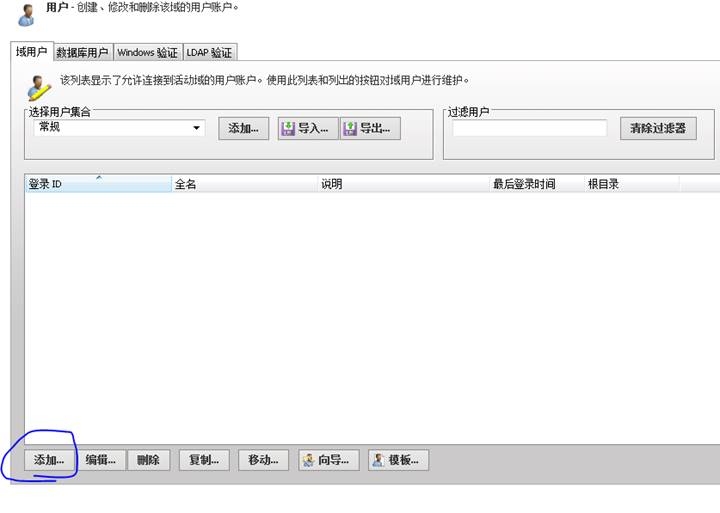 用户 - 创建、修改和删除该域的用户账户。
域用户 数据库用户 Windows 验证 LDAP 验证
该列表显示了允许连接到活动域的用户账户。使用此列表和列出的按钮对域用户进行维护。
选择用户集合 过滤用户
常规 添加... 导入... 导出... 清除过滤器
登录 ID 全名 说明 最后登录时间 根目录
添加... 编辑... 删除 复制... 移动... 向导... 模板...